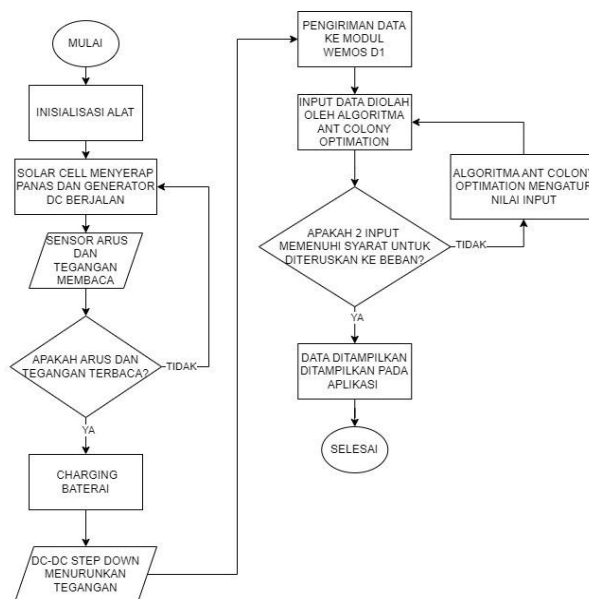 MULAI
INISIALISASI ALAT
SOLAR CELL MENYERAP
PANAS DAN GENERATOR
DC BERJALAN
SENSOR ARUS
DAN
TEGANGAN
MEMBACA
APAKAH ARUS DAN
TEGANGAN TERBACA?
TIDAK
YA
CHARGING
BATERAI
DC-DC STEP DOWN
MENURUNKAN
TEGANGAN
PENGIRIMAN DATA
KE MODUL
WEMOS D1
INPUT DATA DIOLAH
OLEH ALGORITMA
ANT COLONY
OPTIMATION
ALGORITMA ANT COLONY
OPTIMATION MENGATUR
NILAI INPUT
APAKAH 2 INPUT
MEMENUHI SYARAT UNTUK
DITERUSKAN KE BEBAN?
TIDAK
YA
DATA DITAMPILKAN
DITAMPILKAN PADA
APLIKASI
SELESAI